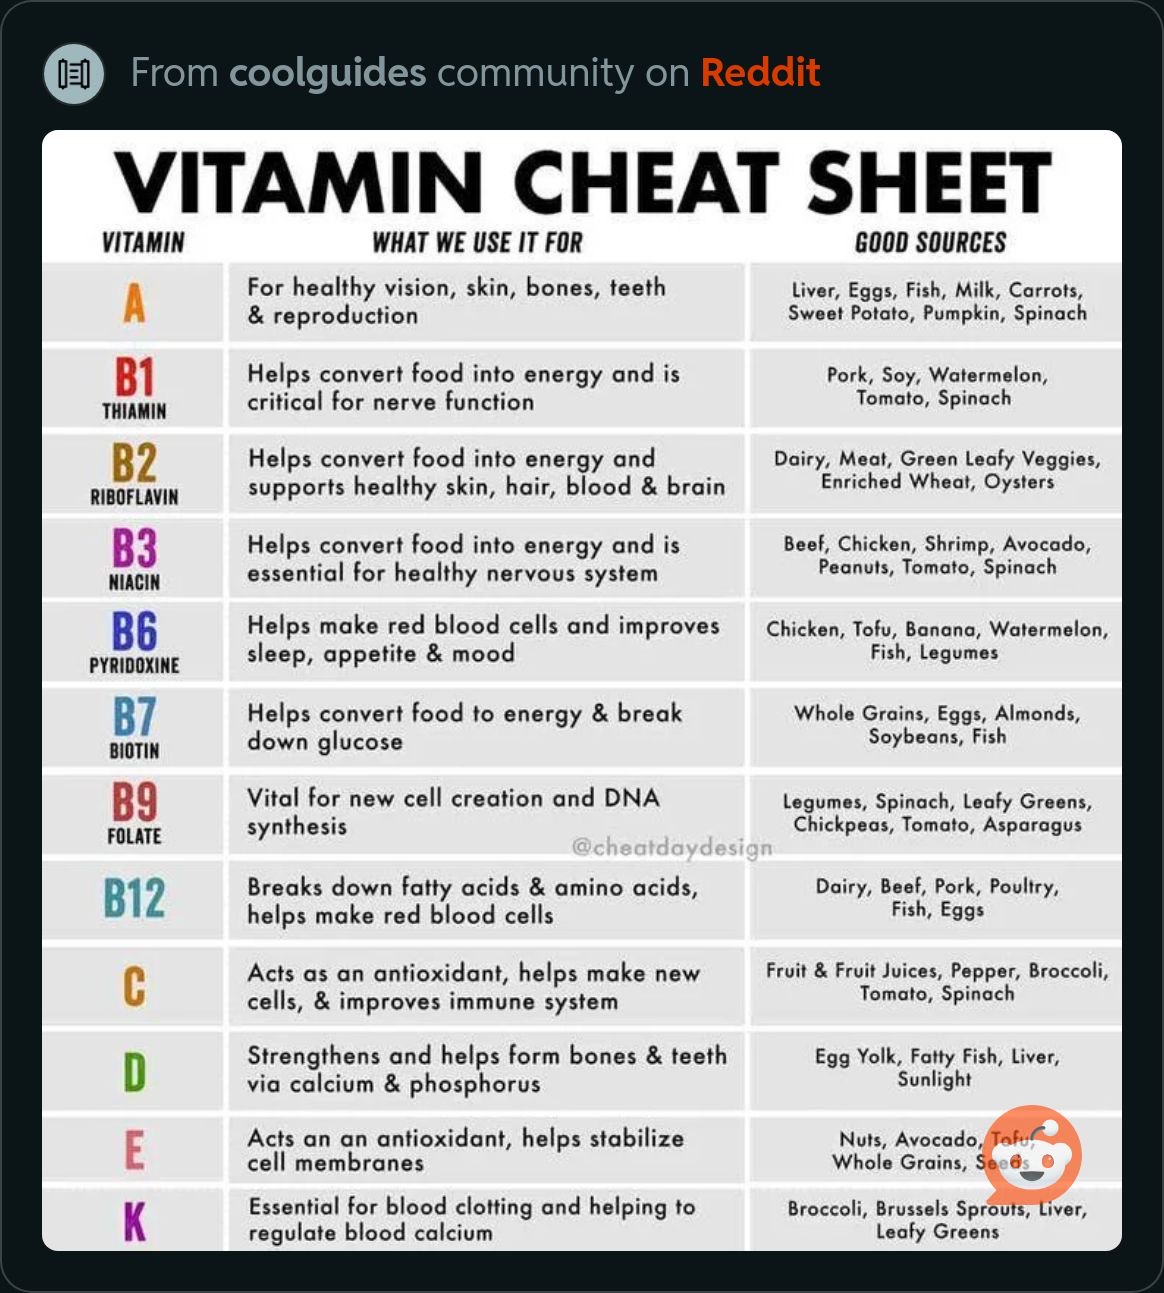 From coolguides community on Reddit
VITAMIN CHEAT SHEET
VITAMIN WHAT WE USE IT FOR GOOD SOURCES
A
For healthy vision, skin, bones, teeth
& reproduction
Liver, Eggs, Fish, Milk, Carrots,
Sweet Potato, Pumpkin, Spinach
B1
THIAMIN
Helps convert food into energy and is
critical for nerve function
Pork, Soy, Watermelon,
Tomato, Spinach
B2
RIBOFLAVIN
Helps convert food into energy and
supports healthy skin, hair, blood & brain
Dairy, Meat, Green Leafy Veggies,
Enriched Wheat, Oysters
B3
NIACIN
Helps convert food into energy and is
essential for healthy nervous system
Beef, Chicken, Shrimp, Avocado,
Peanuts, Tomato, Spinach
B6
PYRIDOXINE
Helps make red blood cells and improves
sleep, appetite & mood
Chicken, Tofu, Banana, Watermelon,
Fish, Legumes
B7
BIOTIN
Helps convert food to energy & break
down glucose
Whole Grains, Eggs, Almonds,
Soybeans, Fish
B9
FOLATE
Vital for new cell creation and DNA
synthesis
Legumes, Spinach, Leafy Greens,
Chickpeas, Tomato, Asparagus
@cheatdaydesign
B12
Breaks down fatty acids & amino acids,
helps make red blood cells
Dairy, Beef, Pork, Poultry,
Fish, Eggs
C
Acts as an antioxidant, helps make new
cells, & improves immune system
Fruit & Fruit Juices, Pepper, Broccoli,
Tomato, Spinach
D
Strengthens and helps form bones & teeth
via calcium & phosphorus
Egg Yolk, Fatty Fish, Liver,
Sunlight
E
Acts an an antioxidant, helps stabilize
cell membranes
Nuts, Avocado, Tofu,
Whole Grains, Seeds
K
Essential for blood clotting and helping to
regulate blood calcium
Broccoli, Brussels Sprouts, Liver,
Leafy Greens